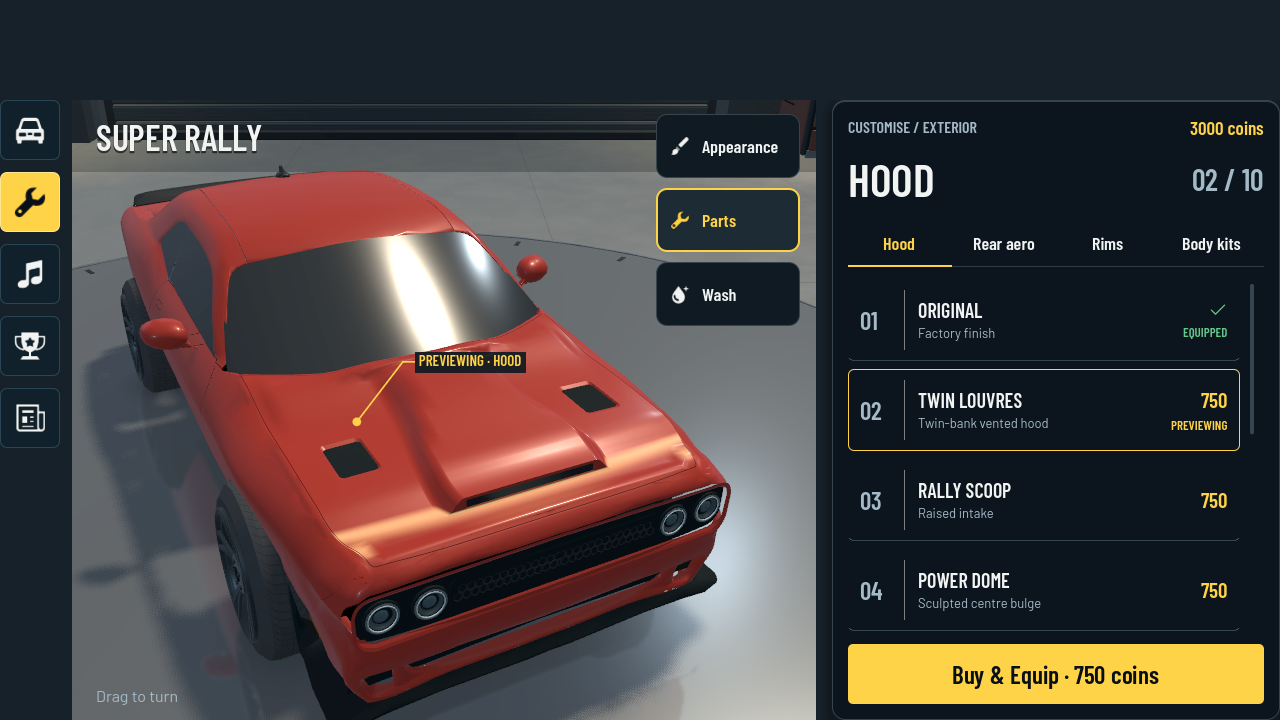 SUPER RALLY
Appearance
Parts
Wash
PREVIEWING · HOOD
Drag to turn
CUSTOMISE / EXTERIOR
3000 coins
HOOD
02 / 10
Hood
Rear aero
Rims
Body kits
01
ORIGINAL
Factory finish
EQUIPPED
02
TWIN LOUVRES
Twin-bank vented hood
750
PREVIEWING
03
RALLY SCOOP
Raised intake
750
04
POWER DOME
Sculpted centre bulge
750
Buy & Equip · 750 coins